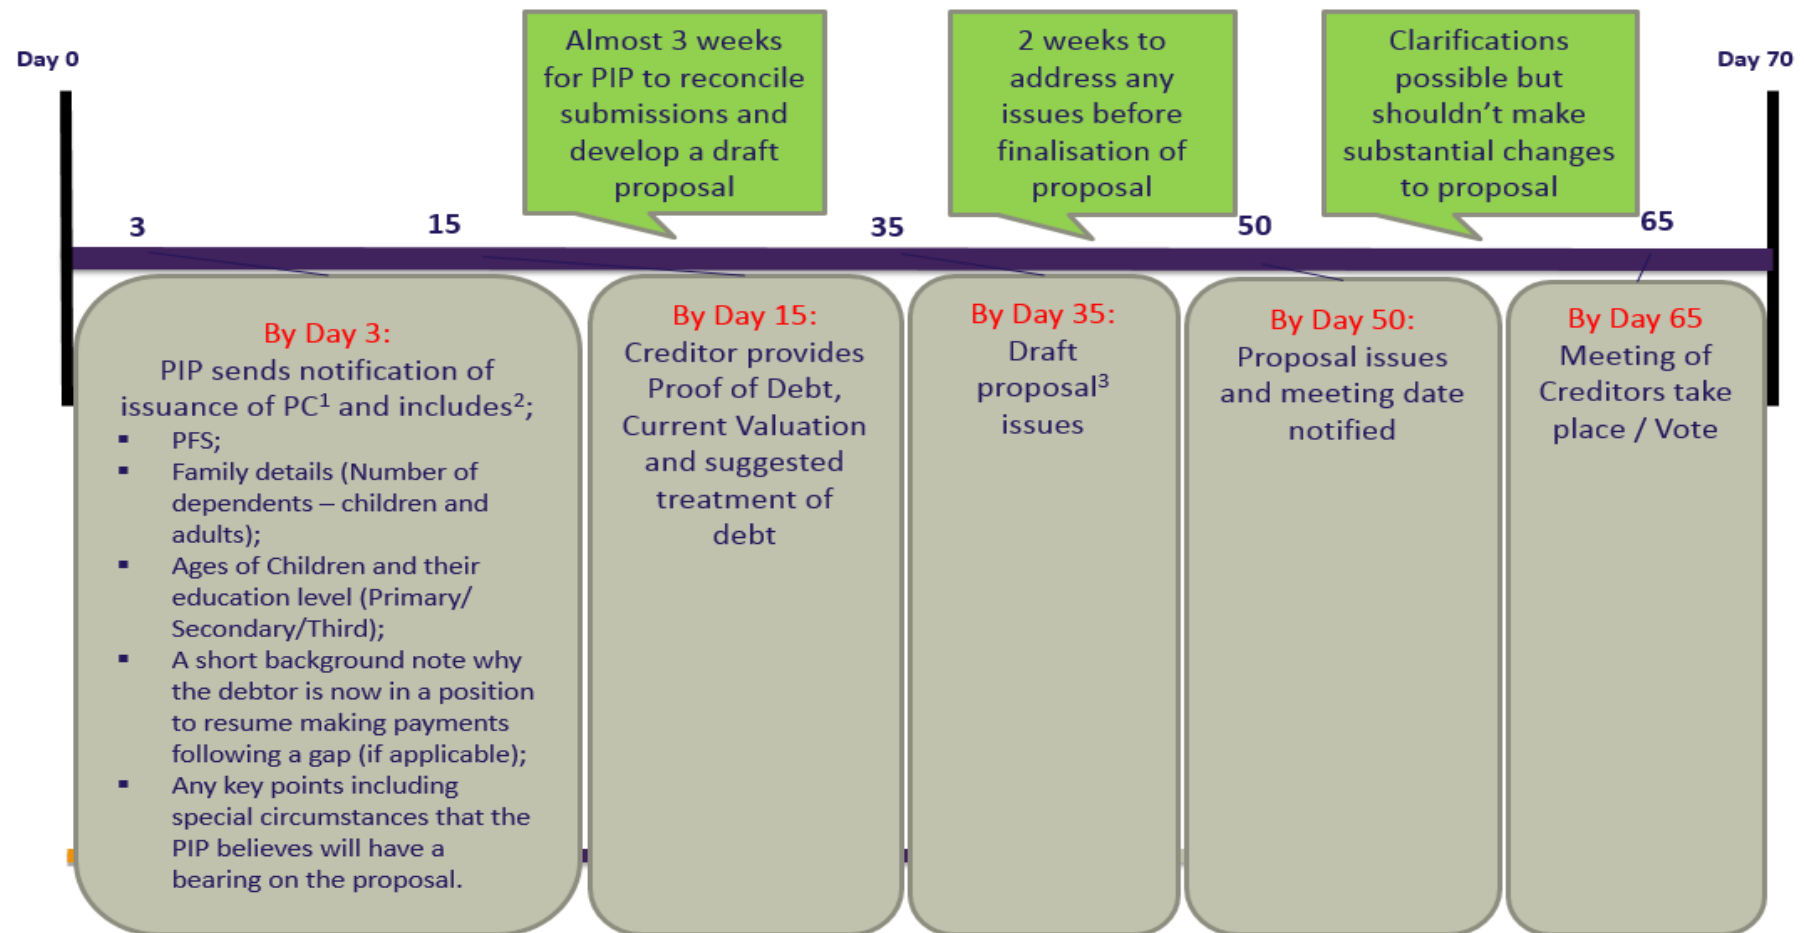 Day 0
Day 70
Almost 3 weeks
for PIP to reconcile
submissions and
develop a draft
proposal
2 weeks to
address any
issues before
finalisation of
proposal
Clarifications
possible but
shouldn’t make
substantial changes
to proposal
3
15
35
50
65
By Day 3:
PIP sends notification of
issuance of PC¹ and includes²;
▪ PFS;
▪ Family details (Number of
dependents – children and
adults);
▪ Ages of Children and their
education level (Primary/
Secondary/Third);
▪ A short background note why
the debtor is now in a position
to resume making payments
following a gap (if applicable);
▪ Any key points including
special circumstances that the
PIP believes will have a
bearing on the proposal.
By Day 15:
Creditor provides
Proof of Debt,
Current Valuation
and suggested
treatment of
debt
By Day 35:
Draft
proposal³
issues
By Day 50:
Proposal issues
and meeting date
notified
By Day 65
Meeting of
Creditors take
place / Vote